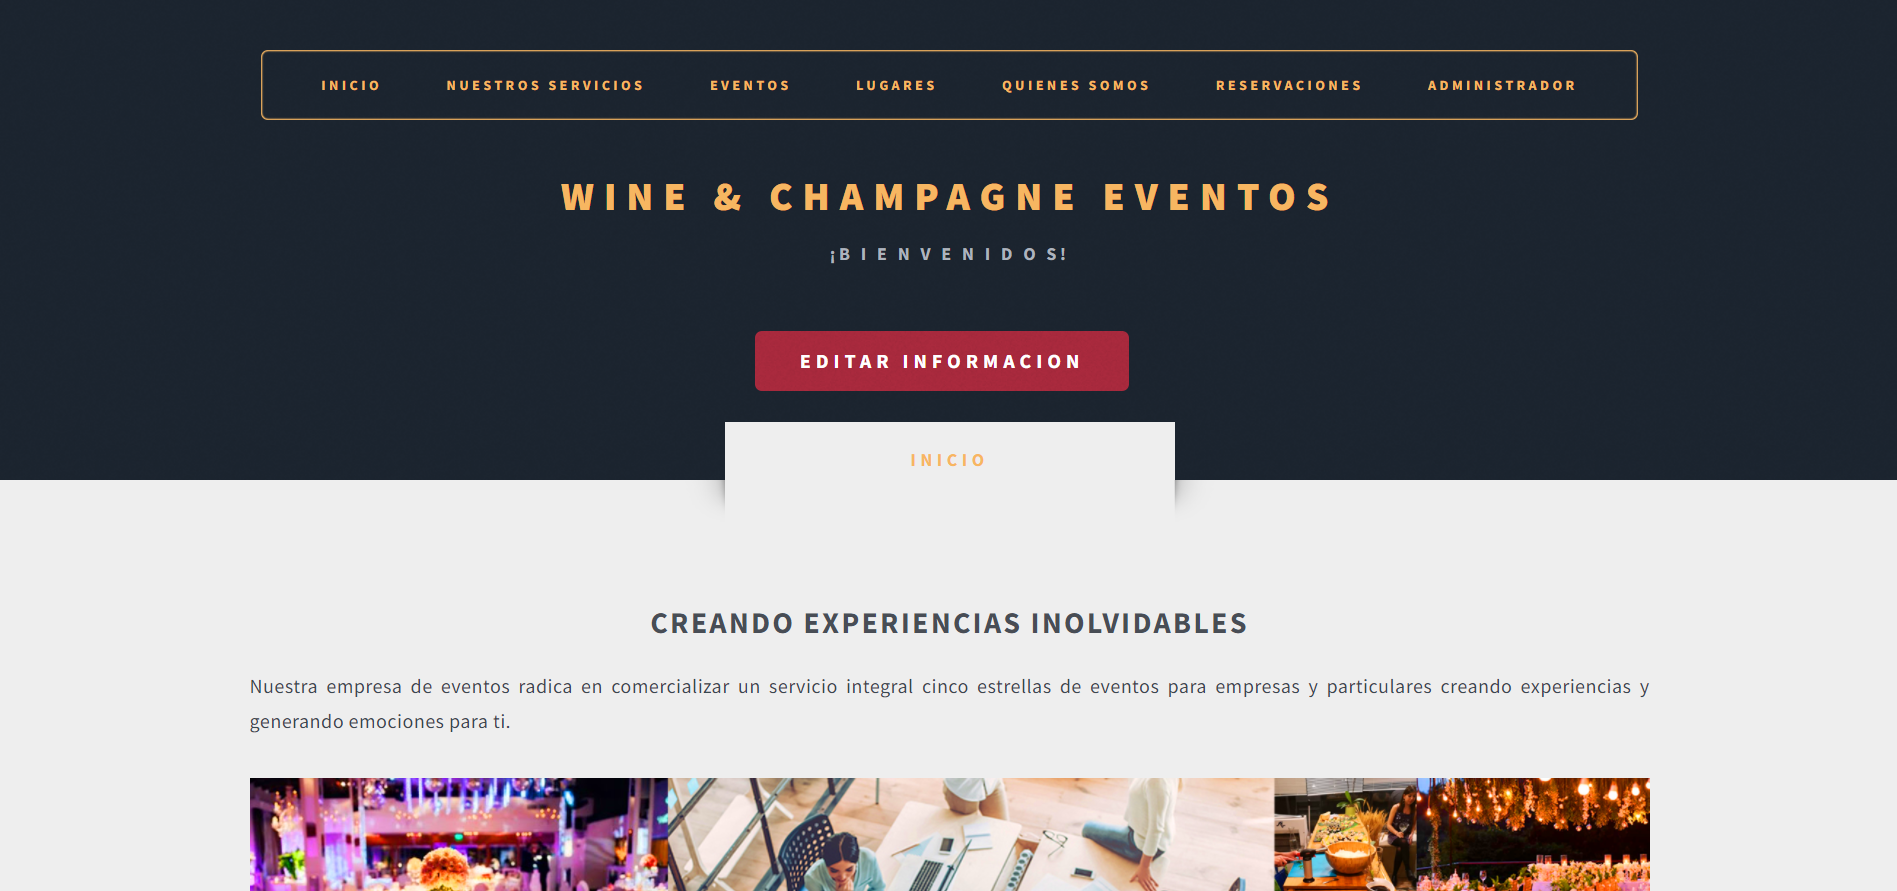 INICIO NUESTROS SERVICIOS EVENTOS LUGARES QUIENES SOMOS RESERVACIONES ADMINISTRADOR
WINE & CHAMPAGNE EVENTOS
¡B I E N V E N I D O S!
EDITAR INFORMACION
INICIO
CREANDO EXPERIENCIAS INOLVIDABLES
Nuestra empresa de eventos radica en comercializar un servicio integral cinco estrellas de eventos para empresas y particulares creando experiencias y
generando emociones para ti.